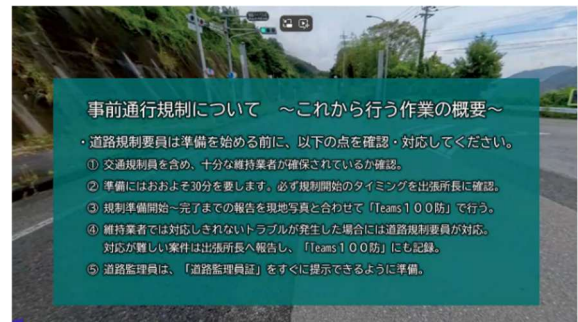 事前通行規制について ～これから行う作業の概要～
・道路規制要員は準備を始める前に、以下の点を確認・対応してください。
① 交通規制員を含め、十分な維持業者が確保されているか確認。
② 準備にはおおよそ30分を要します。必ず規制開始のタイミングを出張所長に確認。
③ 規制準備開始～完了までの報告を現地写真と合わせて「Teams１００防」で行う。
④ 維持業者では対応しきれないトラブルが発生した場合には道路規制要員が対応。
対応が難しい案件は出張所長へ報告し、「Teams１００防」にも記録。
⑤ 道路監理員は、「道路監理員証」をすぐに提示できるように準備。